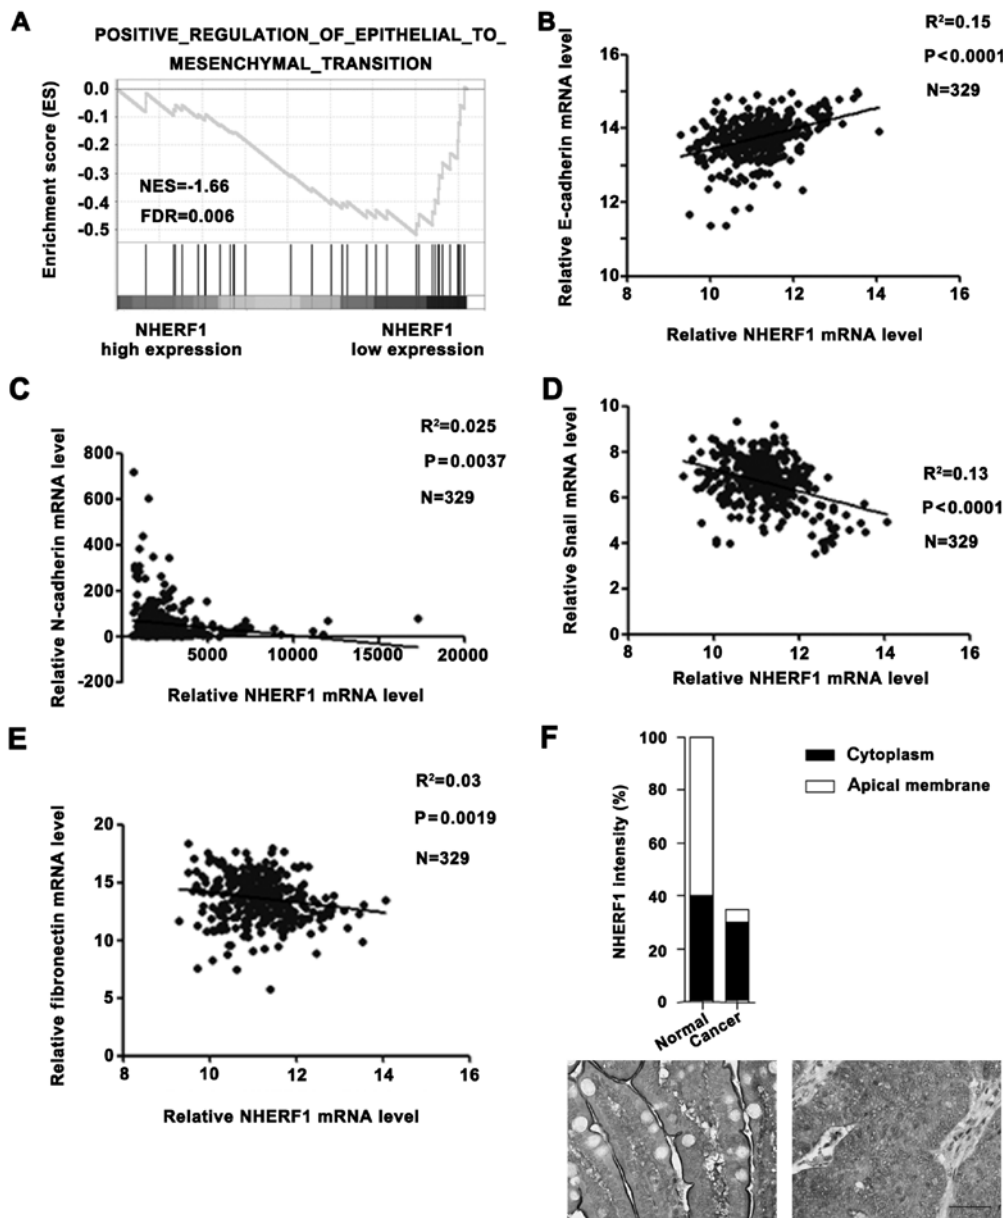 A
POSITIVE_REGULATION_OF_EPITHELIAL_TO_
MESENCHYMAL_TRANSITION
Enrichment score (ES)
0.0
-0.1
-0.2
-0.3
-0.4
-0.5
NES=-1.66
FDR=0.006
NHERF1
high expression
NHERF1
low expression
B
R²=0.15
P<0.0001
N=329
Relative E-cadherin mRNA level
16
14
12
10
8
10
12
14
16
Relative NHERF1 mRNA level
C
R²=0.025
P=0.0037
N=329
Relative N-cadherin mRNA level
800
600
400
200
0
-200
5000
10000
15000
20000
Relative NHERF1 mRNA level
D
R²=0.13
P<0.0001
N=329
Relative Snail mRNA level
10
8
6
4
2
0
8
10
12
14
16
Relative NHERF1 mRNA level
E
R²=0.03
P=0.0019
N=329
Relative fibronectin mRNA level
20
15
10
5
0
8
10
12
14
16
Relative NHERF1 mRNA level
F
Cytoplasm
Apical membrane
NHERF1 intensity (%)
100
80
60
40
20
0
Normal
Cancer